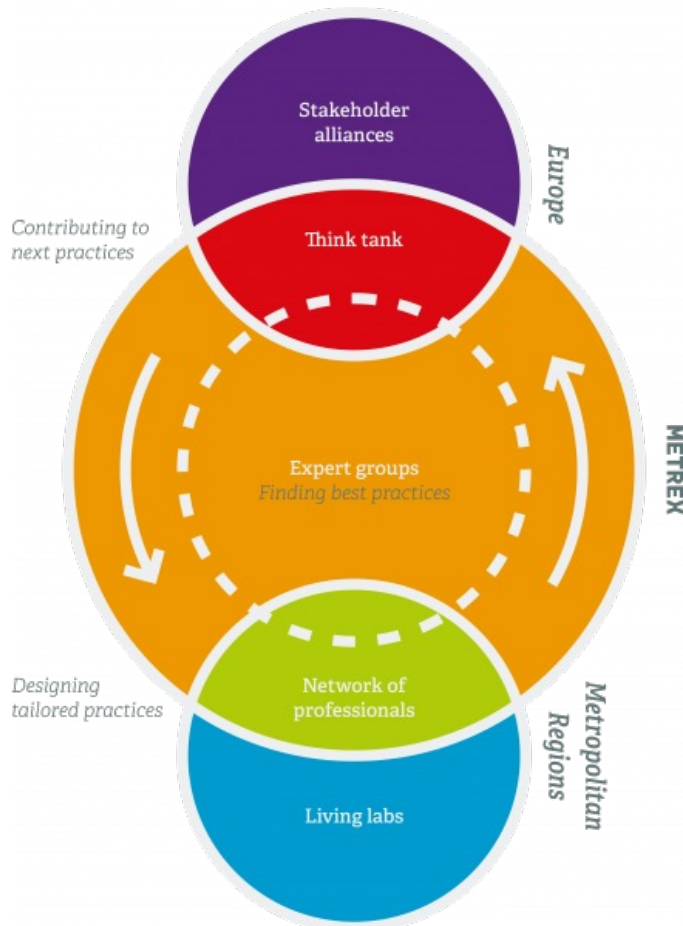 Stakeholder
alliances
Europe
Contributing to
next practices
Think tank
Expert groups
Finding best practices
METREX
Designing
tailored practices
Network of
professionals
Metropolitan
Regions
Living labs